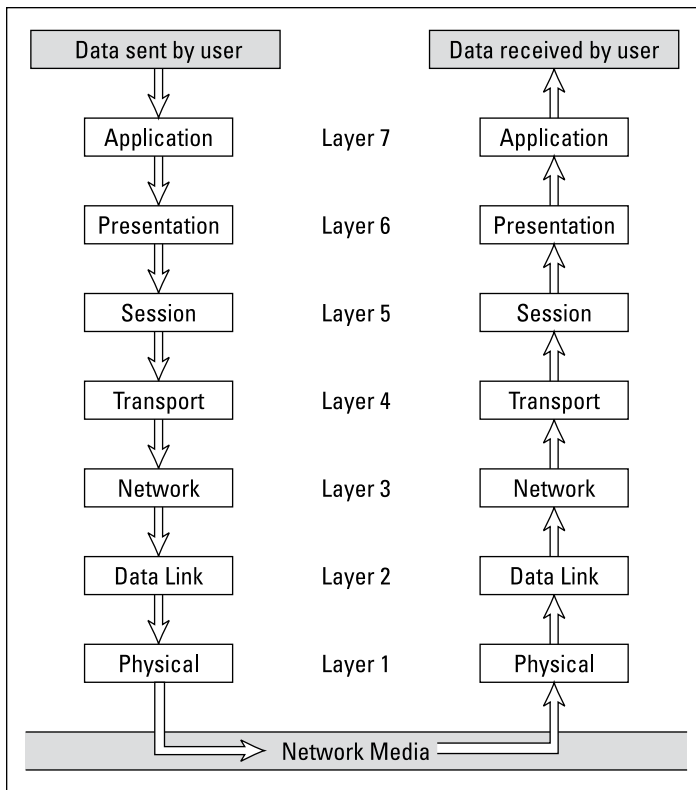 Data sent by user Data received by user
Application Layer 7 Application
Presentation Layer 6 Presentation
Session Layer 5 Session
Transport Layer 4 Transport
Network Layer 3 Network
Data Link Layer 2 Data Link
Physical Layer 1 Physical
Network Media